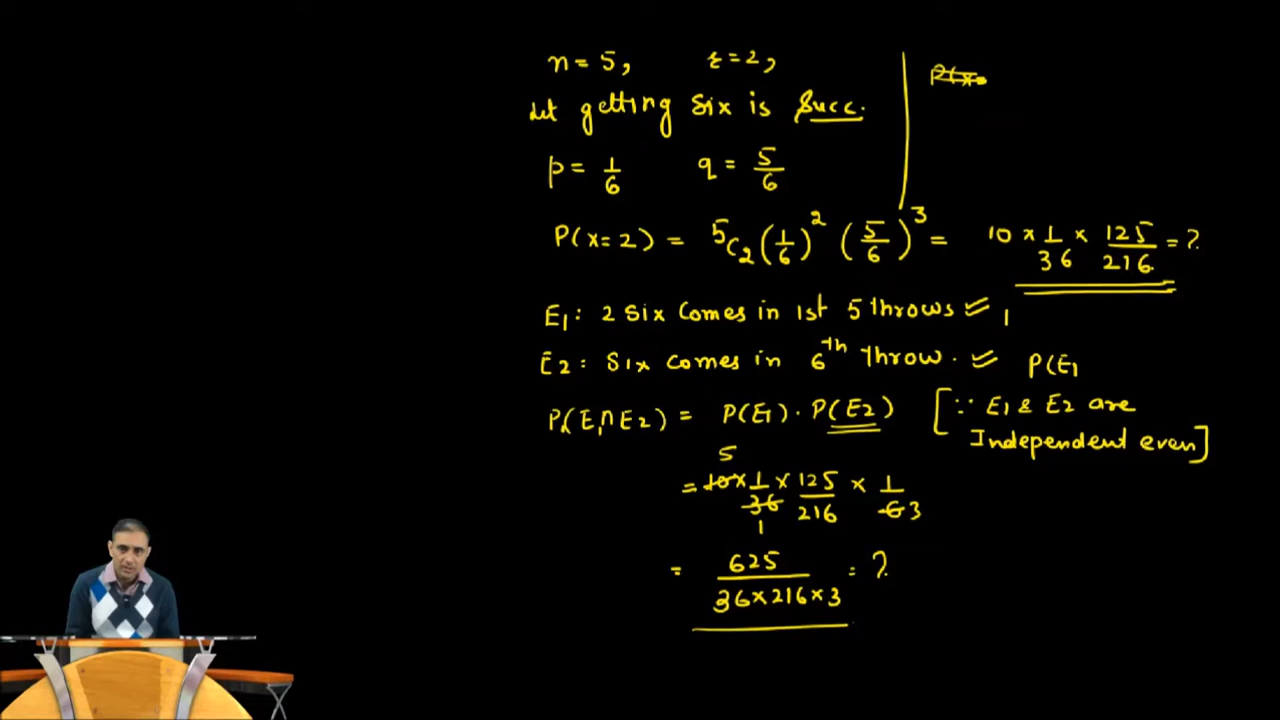 n = 5, r = 2,
Let getting six is Succ.
p = 1/6 q = 5/6
P(x=2) = 5C2 (1/6)^2 (5/6)^3 = 10 × 1/36 × 125/216 = ?
E1: 2 Six Comes in 1st 5 throws 1
E2: Six Comes in 6th Throw. P(E1
P(E1∩E2) = P(E1) · P(E2) [∵ E1 & E2 are
Independent even]
5
= 10 × 1/36 × 125/216 × 1/6 3
1
= 625 / 36×216×3 = ?